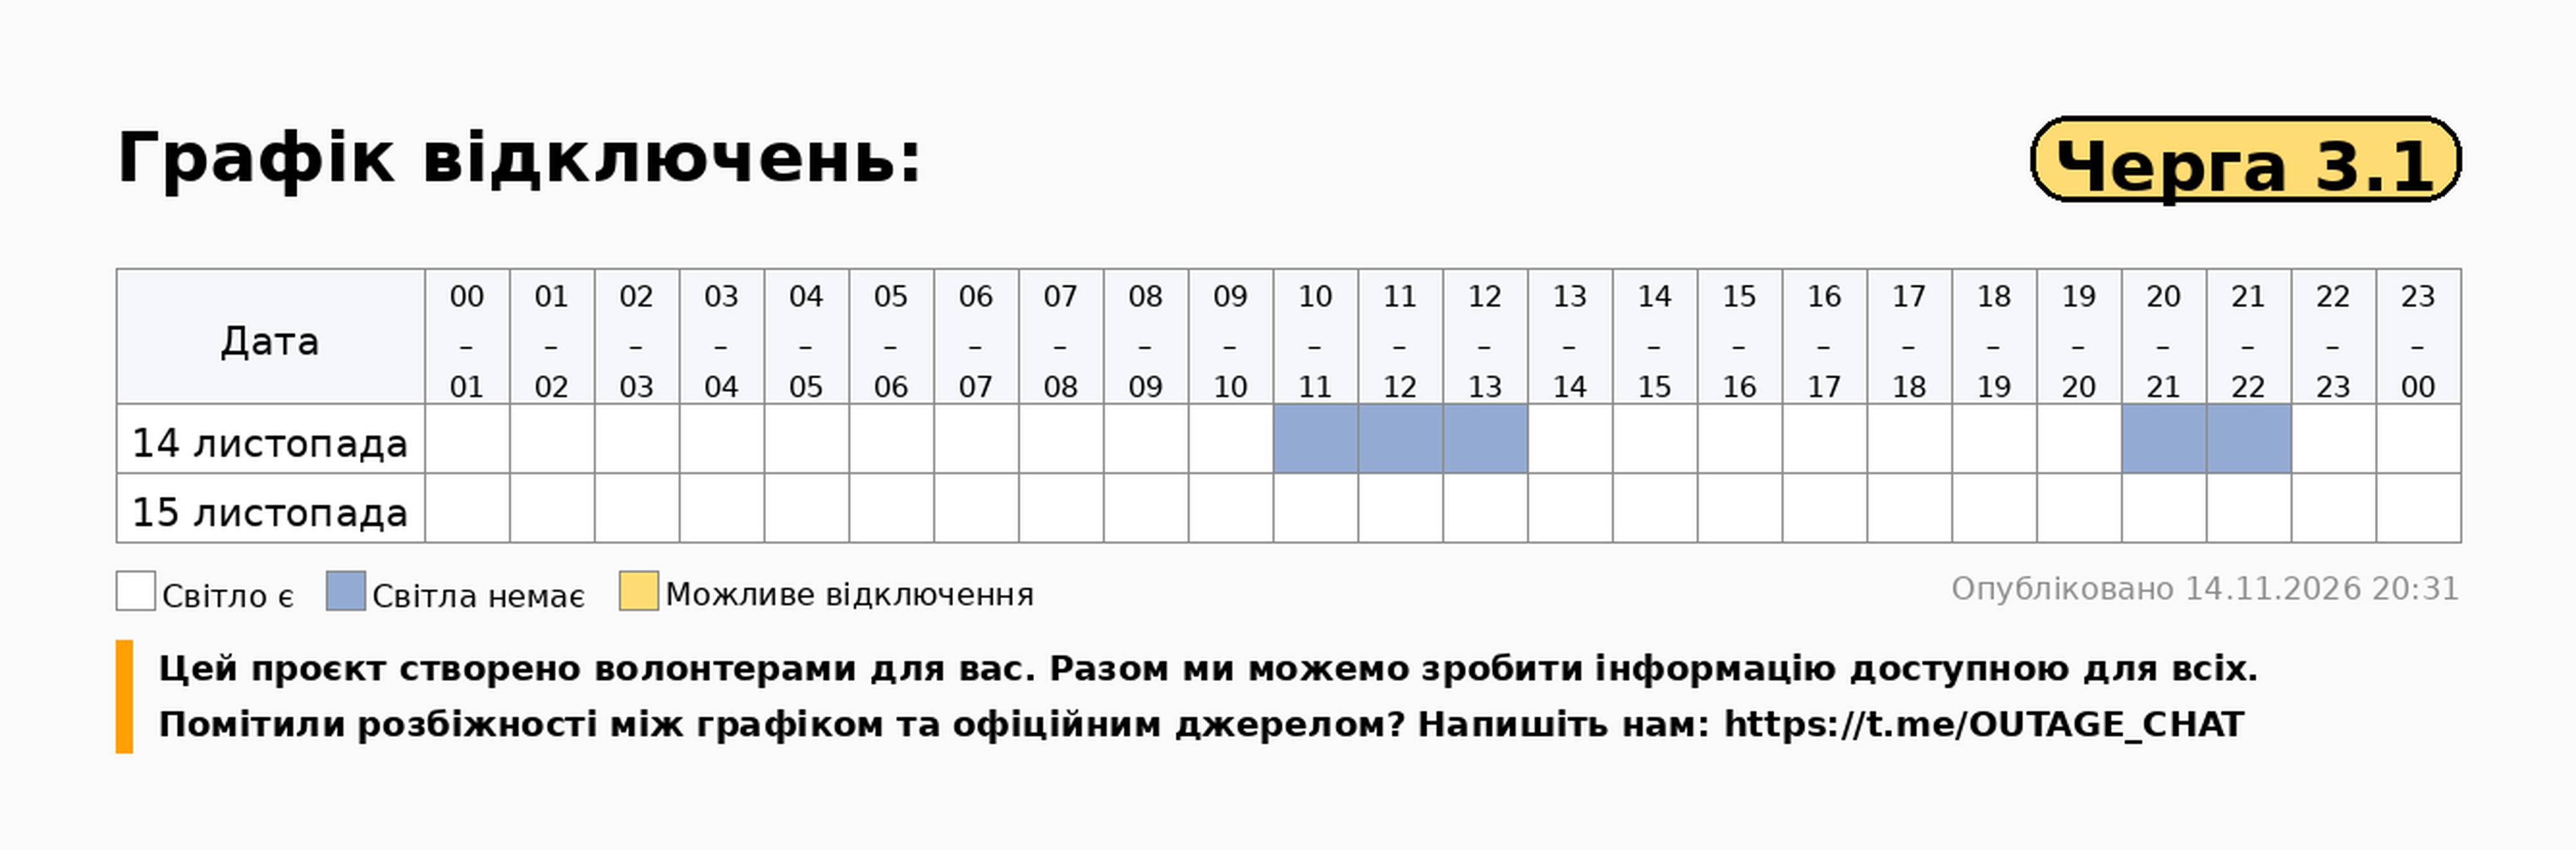 Графік відключень:
Черга 3.1
Дата 00 – 01 01 – 02 02 – 03 03 – 04 04 – 05 05 – 06 06 – 07 07 – 08 08 – 09 09 – 10 10 – 11 11 – 12 12 – 13 13 – 14 14 – 15 15 – 16 16 – 17 17 – 18 18 – 19 19 – 20 20 – 21 21 – 22 22 – 23 23 – 00
14 листопада
15 листопада
Світло є Світла немає Можливе відключення
Опубліковано 14.11.2026 20:31
Цей проєкт створено волонтерами для вас. Разом ми можемо зробити інформацію доступною для всіх.
Помітили розбіжності між графіком та офіційним джерелом? Напишіть нам: https://t.me/OUTAGE_CHAT